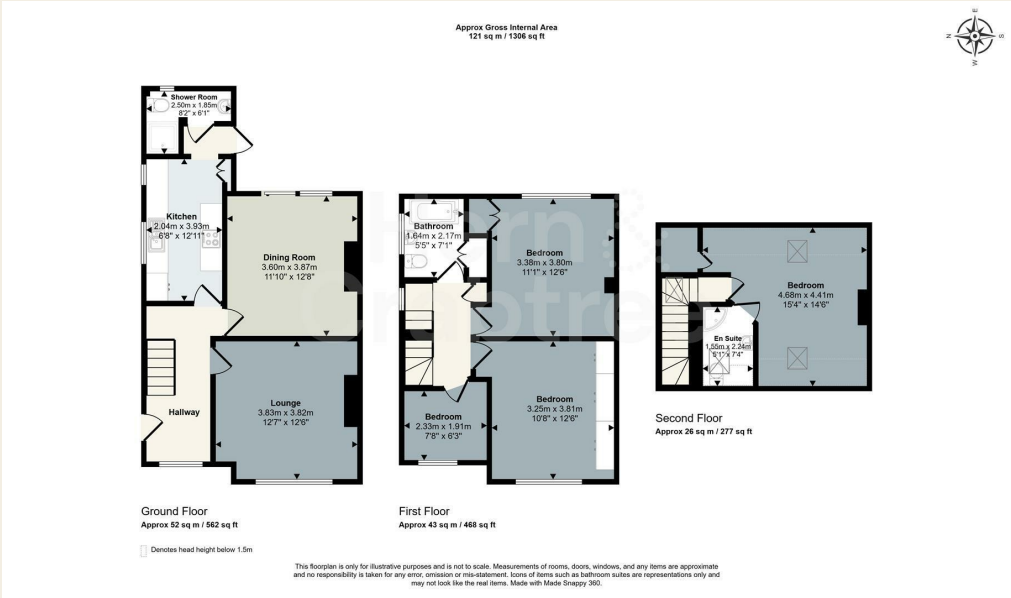 Approx Gross Internal Area
121 sq m / 1306 sq ft
N
E
S
W
Shower Room
2.50m x 1.85m
8'2" x 6'1"
Kitchen
2.04m x 3.93m
6'8" x 12'11"
Dining Room
3.60m x 3.87m
11'10" x 12'8"
Hallway
Lounge
3.83m x 3.82m
12'7" x 12'6"
Ground Floor
Approx 52 sq m / 562 sq ft
Bathroom
1.64m x 2.17m
5'5" x 7'1"
Bedroom
3.38m x 3.80m
11'1" x 12'6"
Bedroom
2.33m x 1.91m
7'8" x 6'3"
Bedroom
3.25m x 3.81m
10'8" x 12'6"
First Floor
Approx 43 sq m / 468 sq ft
Bedroom
4.68m x 4.41m
15'4" x 14'6"
En Suite
1.55m x 2.24m
5'1" x 7'4"
Second Floor
Approx 26 sq m / 277 sq ft
Horn
Crabtree
Denotes head height below 1.5m
This floorplan is only for illustrative purposes and is not to scale. Measurements of rooms, doors, windows, and any items are approximate
and no responsibility is taken for any error, omission or mis-statement. Icons of items such as bathroom suites are representations only and
may not look like the real items. Made with Made Snappy 360.